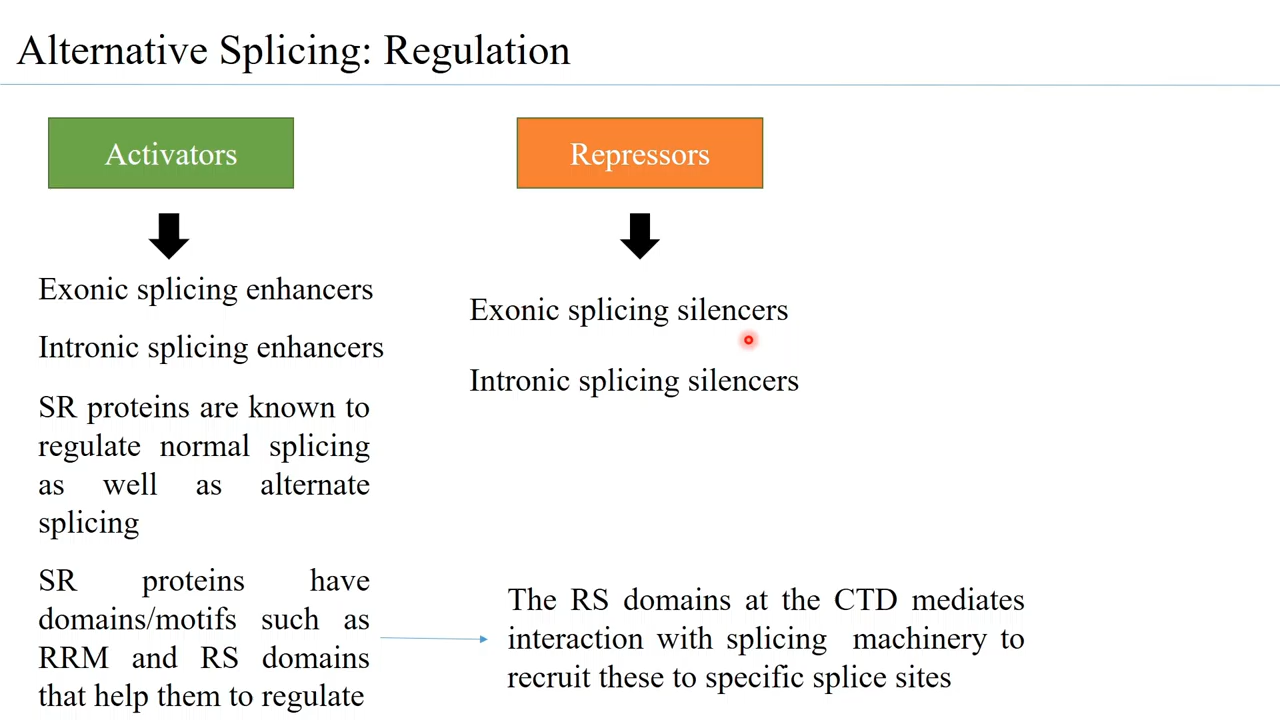 Alternative Splicing: Regulation
Activators
Repressors
Exonic splicing enhancers
Intronic splicing enhancers
SR proteins are known to
regulate normal splicing
as well as alternate
splicing
SR proteins have
domains/motifs such as
RRM and RS domains
that help them to regulate
Exonic splicing silencers
Intronic splicing silencers
The RS domains at the CTD mediates
interaction with splicing machinery to
recruit these to specific splice sites